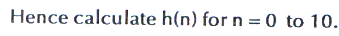 Hence calculate h(n) for n = 0 to 10.